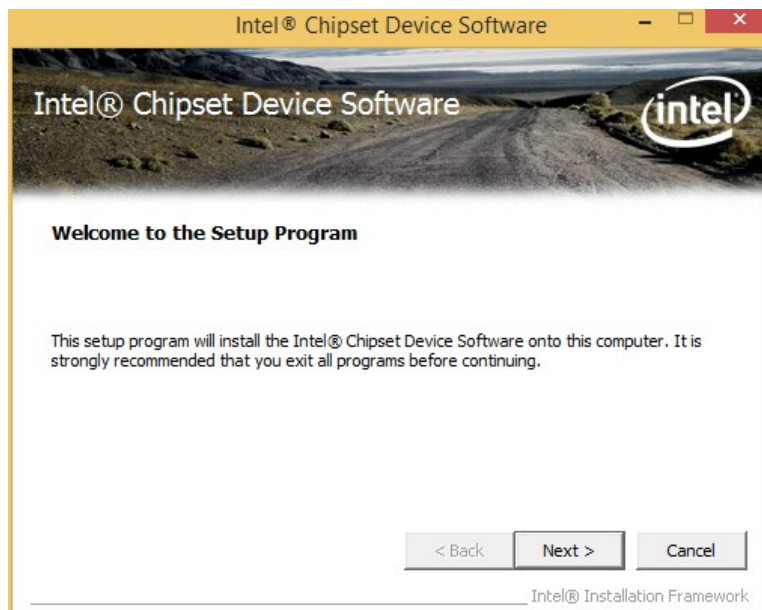 Intel® Chipset Device Software
Intel® Chipset Device Software
intel
Welcome to the Setup Program
This setup program will install the Intel® Chipset Device Software onto this computer. It is
strongly recommended that you exit all programs before continuing.
< Back Next > Cancel
Intel® Installation Framework